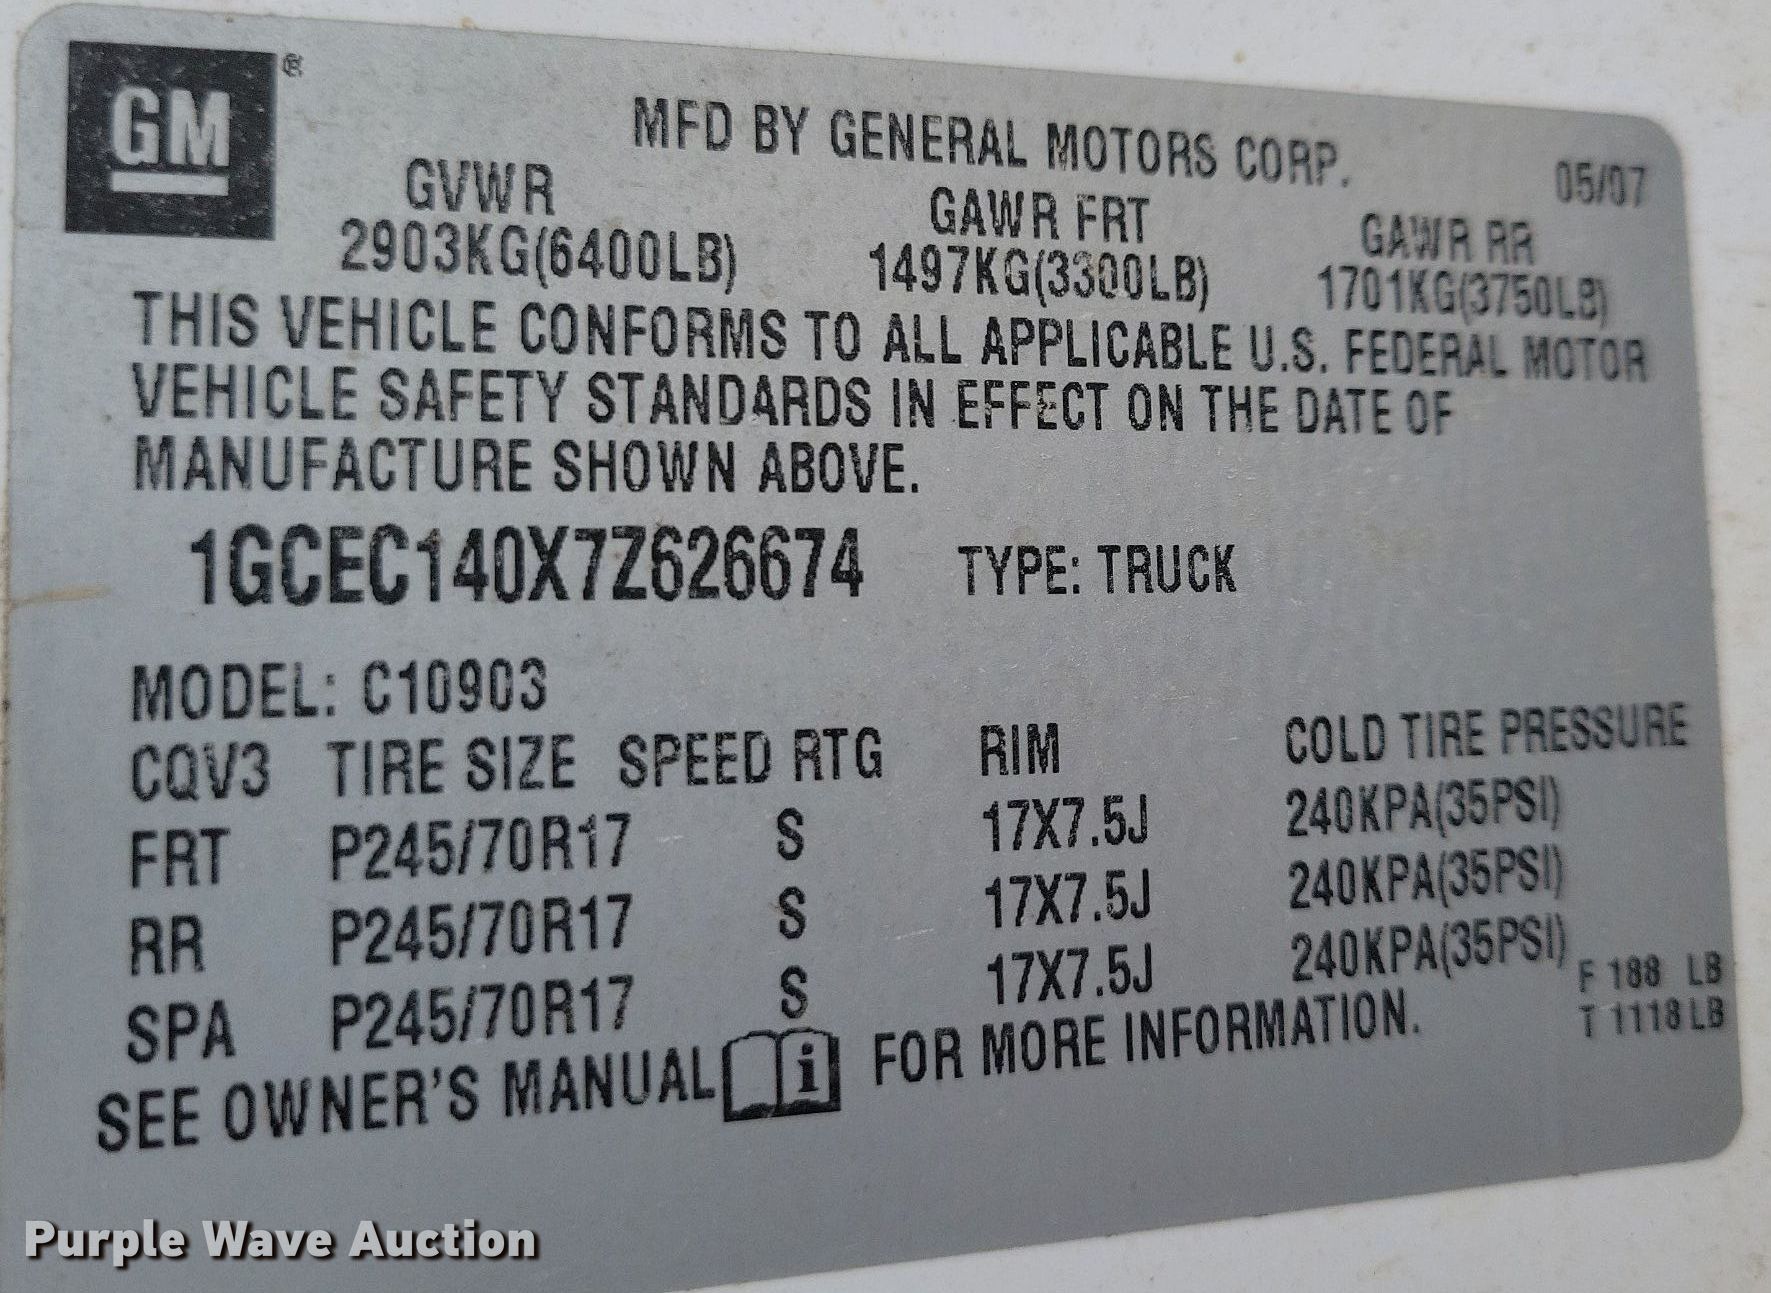 GM ®
MFD BY GENERAL MOTORS CORP.
05/07
GVWR GAWR FRT GAWR RR
2903KG(6400LB) 1497KG(3300LB) 1701KG(3750LB)
THIS VEHICLE CONFORMS TO ALL APPLICABLE U.S. FEDERAL MOTOR
VEHICLE SAFETY STANDARDS IN EFFECT ON THE DATE OF
MANUFACTURE SHOWN ABOVE.
1GCEC140X7Z626674 TYPE: TRUCK
MODEL: C10903
CQV3 TIRE SIZE SPEED RTG RIM COLD TIRE PRESSURE
FRT P245/70R17 S 17X7.5J 240KPA(35PSI)
RR P245/70R17 S 17X7.5J 240KPA(35PSI)
SPA P245/70R17 S 17X7.5J 240KPA(35PSI)
F 188 LB
T 1118 LB
SEE OWNER'S MANUAL i FOR MORE INFORMATION.
Purple Wave Auction